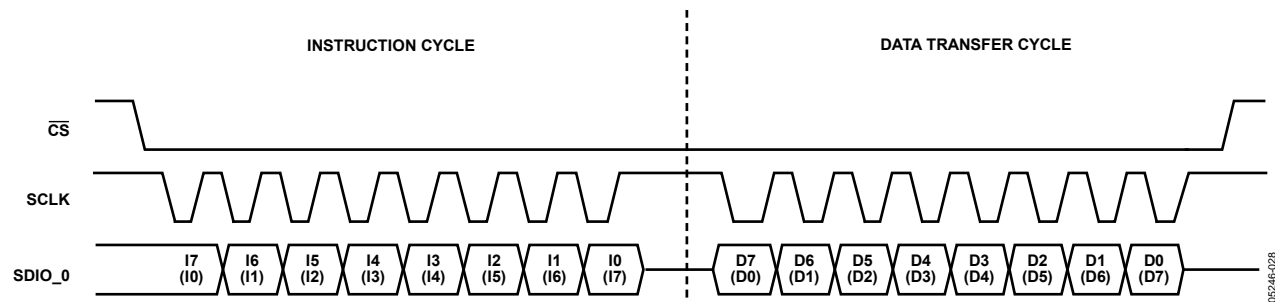 INSTRUCTION CYCLE
DATA TRANSFER CYCLE
CS
SCLK
SDIO_0
I7 I6 I5 I4 I3 I2 I1 I0 D7 D6 D5 D4 D3 D2 D1 D0
(I0) (I1) (I2) (I3) (I4) (I5) (I6) (I7) (D0) (D1) (D2) (D3) (D4) (D5) (D6) (D7)
05246-028